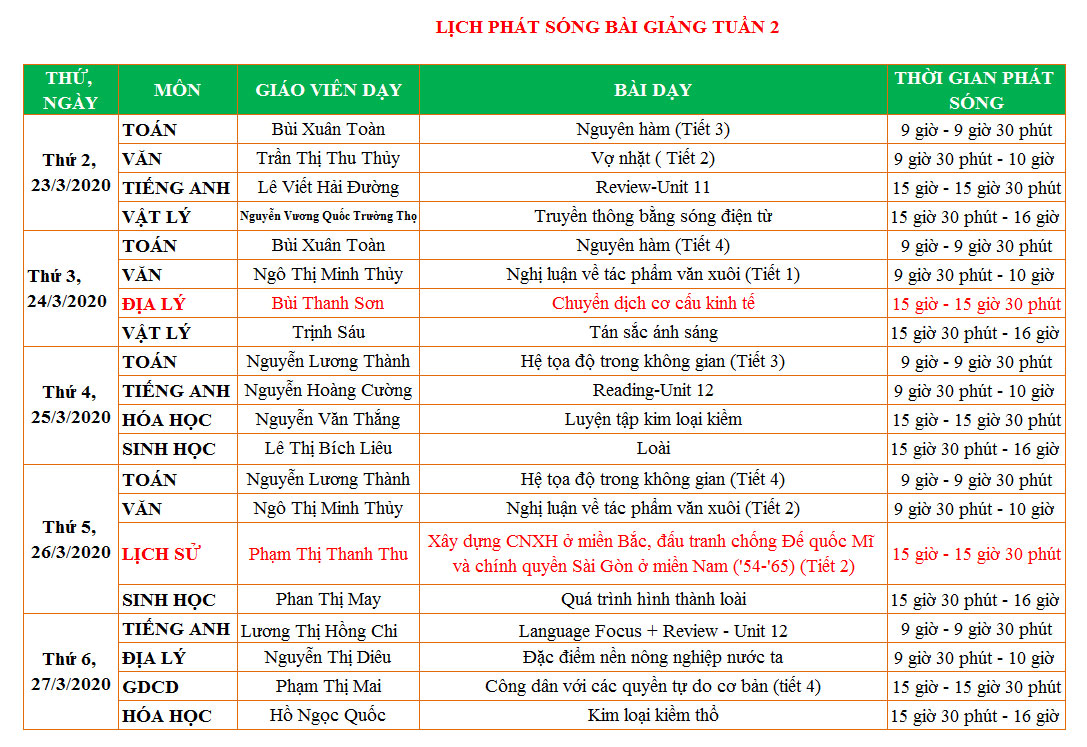 LỊCH PHÁT SÓNG BÀI GIẢNG TUẦN 2
THỨ, NGÀY MÔN GIÁO VIÊN DẠY BÀI DẠY THỜI GIAN PHÁT SÓNG
Thứ 2, 23/3/2020
TOÁN Bùi Xuân Toàn Nguyên hàm (Tiết 3) 9 giờ - 9 giờ 30 phút
VĂN Trần Thị Thu Thủy Vợ nhặt ( Tiết 2) 9 giờ 30 phút - 10 giờ
TIẾNG ANH Lê Viết Hải Đường Review-Unit 11 15 giờ - 15 giờ 30 phút
VẬT LÝ Nguyễn Vương Quốc Trường Thọ Truyền thông bằng sóng điện từ 15 giờ 30 phút - 16 giờ
Thứ 3, 24/3/2020
TOÁN Bùi Xuân Toàn Nguyên hàm (Tiết 4) 9 giờ - 9 giờ 30 phút
VĂN Ngô Thị Minh Thủy Nghị luận về tác phẩm văn xuôi (Tiết 1) 9 giờ 30 phút - 10 giờ
ĐỊA LÝ Bùi Thanh Sơn Chuyển dịch cơ cấu kinh tế 15 giờ - 15 giờ 30 phút
VẬT LÝ Trịnh Sáu Tán sắc ánh sáng 15 giờ 30 phút - 16 giờ
Thứ 4, 25/3/2020
TOÁN Nguyễn Lương Thành Hệ tọa độ trong không gian (Tiết 3) 9 giờ - 9 giờ 30 phút
TIẾNG ANH Nguyễn Hoàng Cường Reading-Unit 12 9 giờ 30 phút - 10 giờ
HÓA HỌC Nguyễn Văn Thắng Luyện tập kim loại kiềm 15 giờ - 15 giờ 30 phút
SINH HỌC Lê Thị Bích Liêu Loài 15 giờ 30 phút - 16 giờ
Thứ 5, 26/3/2020
TOÁN Nguyễn Lương Thành Hệ tọa độ trong không gian (Tiết 4) 9 giờ - 9 giờ 30 phút
VĂN Ngô Thị Minh Thủy Nghị luận về tác phẩm văn xuôi (Tiết 2) 9 giờ 30 phút - 10 giờ
LỊCH SỬ Phạm Thị Thanh Thu Xây dựng CNXH ở miền Bắc, đấu tranh chống Đế quốc Mĩ
và chính quyền Sài Gòn ở miền Nam ('54-'65) (Tiết 2) 15 giờ - 15 giờ 30 phút
SINH HỌC Phan Thị May Quá trình hình thành loài 15 giờ 30 phút - 16 giờ
Thứ 6, 27/3/2020
TIẾNG ANH Lương Thị Hồng Chi Language Focus + Review - Unit 12 9 giờ - 9 giờ 30 phút
ĐỊA LÝ Nguyễn Thị Diêu Đặc điểm nền nông nghiệp nước ta 9 giờ 30 phút - 10 giờ
GDCD Phạm Thị Mai Công dân với các quyền tự do cơ bản (tiết 4) 15 giờ - 15 giờ 30 phút
HÓA HỌC Hồ Ngọc Quốc Kim loại kiềm thổ 15 giờ 30 phút - 16 giờ